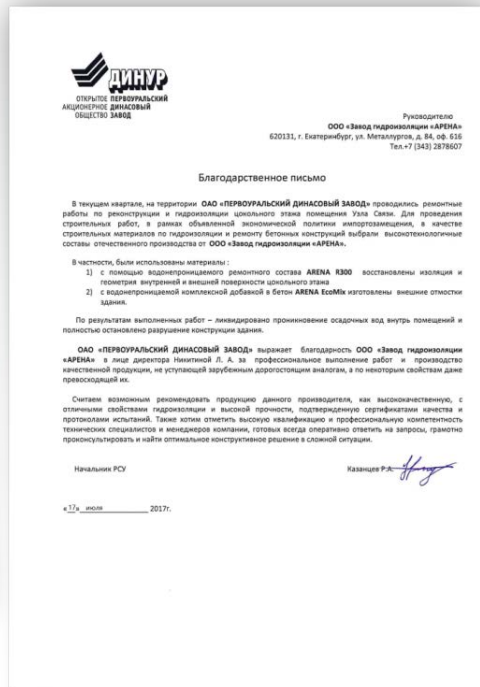 ДИНУР
ОТКРЫТОЕ ПЕРВОУРАЛЬСКИЙ
АКЦИОНЕРНОЕ ДИНАСОВЫЙ
ОБЩЕСТВО ЗАВОД
Руководителю
ООО «Завод гидроизоляции «АРЕНА»
620131, г. Екатеринбург, ул. Металлургов, д. 84, оф. 616
Тел.+7 (343) 2878607
Благодарственное письмо
В текущем квартале, на территории ОАО «ПЕРВОУРАЛЬСКИЙ ДИНАСОВЫЙ ЗАВОД» проводились ремонтные
работы по реконструкции и гидроизоляции цокольного этажа помещения Узла Связи. Для проведения
строительных работ, в рамках объявленной экономической политики импортозамещения, в качестве
строительных материалов по гидроизоляции и ремонту бетонных конструкций выбрали высокотехнологичные
составы отечественного производства от ООО «Завод гидроизоляции «АРЕНА».
В частности, были использованы материалы :
1) с помощью водонепроницаемого ремонтного состава ARENA R300 восстановлены изоляция и
геометрия внутренней и внешней поверхности цокольного этажа
2) с водонепроницаемой комплексной добавкой в бетон ARENA EcoMix изготовлены внешние отмостки
здания.
По результатам выполненных работ – ликвидировано проникновение осадочных вод внутрь помещений и
полностью остановлено разрушение конструкции здания.
ОАО «ПЕРВОУРАЛЬСКИЙ ДИНАСОВЫЙ ЗАВОД» выражает благодарность ООО «Завод гидроизоляции
«АРЕНА» в лице директора Никитиной Л. А. за профессиональное выполнение работ и производство
качественной продукции, не уступающей зарубежным дорогостоящим аналогам, а по некоторым свойствам даже
превосходящей их.
Считаем возможным рекомендовать продукцию данного производителя, как высококачественную, с
отличными свойствами гидроизоляции и высокой прочности, подтвержденную сертификатами качества и
протоколами испытаний. Также хотим отметить высокую квалификацию и профессиональную компетентность
технических специалистов и менеджеров компании, готовых всегда оперативно ответить на запросы, грамотно
проконсультировать и найти оптимальное конструктивное решение в сложной ситуации.
Начальник РСУ Казанцев Р.А.
« 17» июля 2017г.